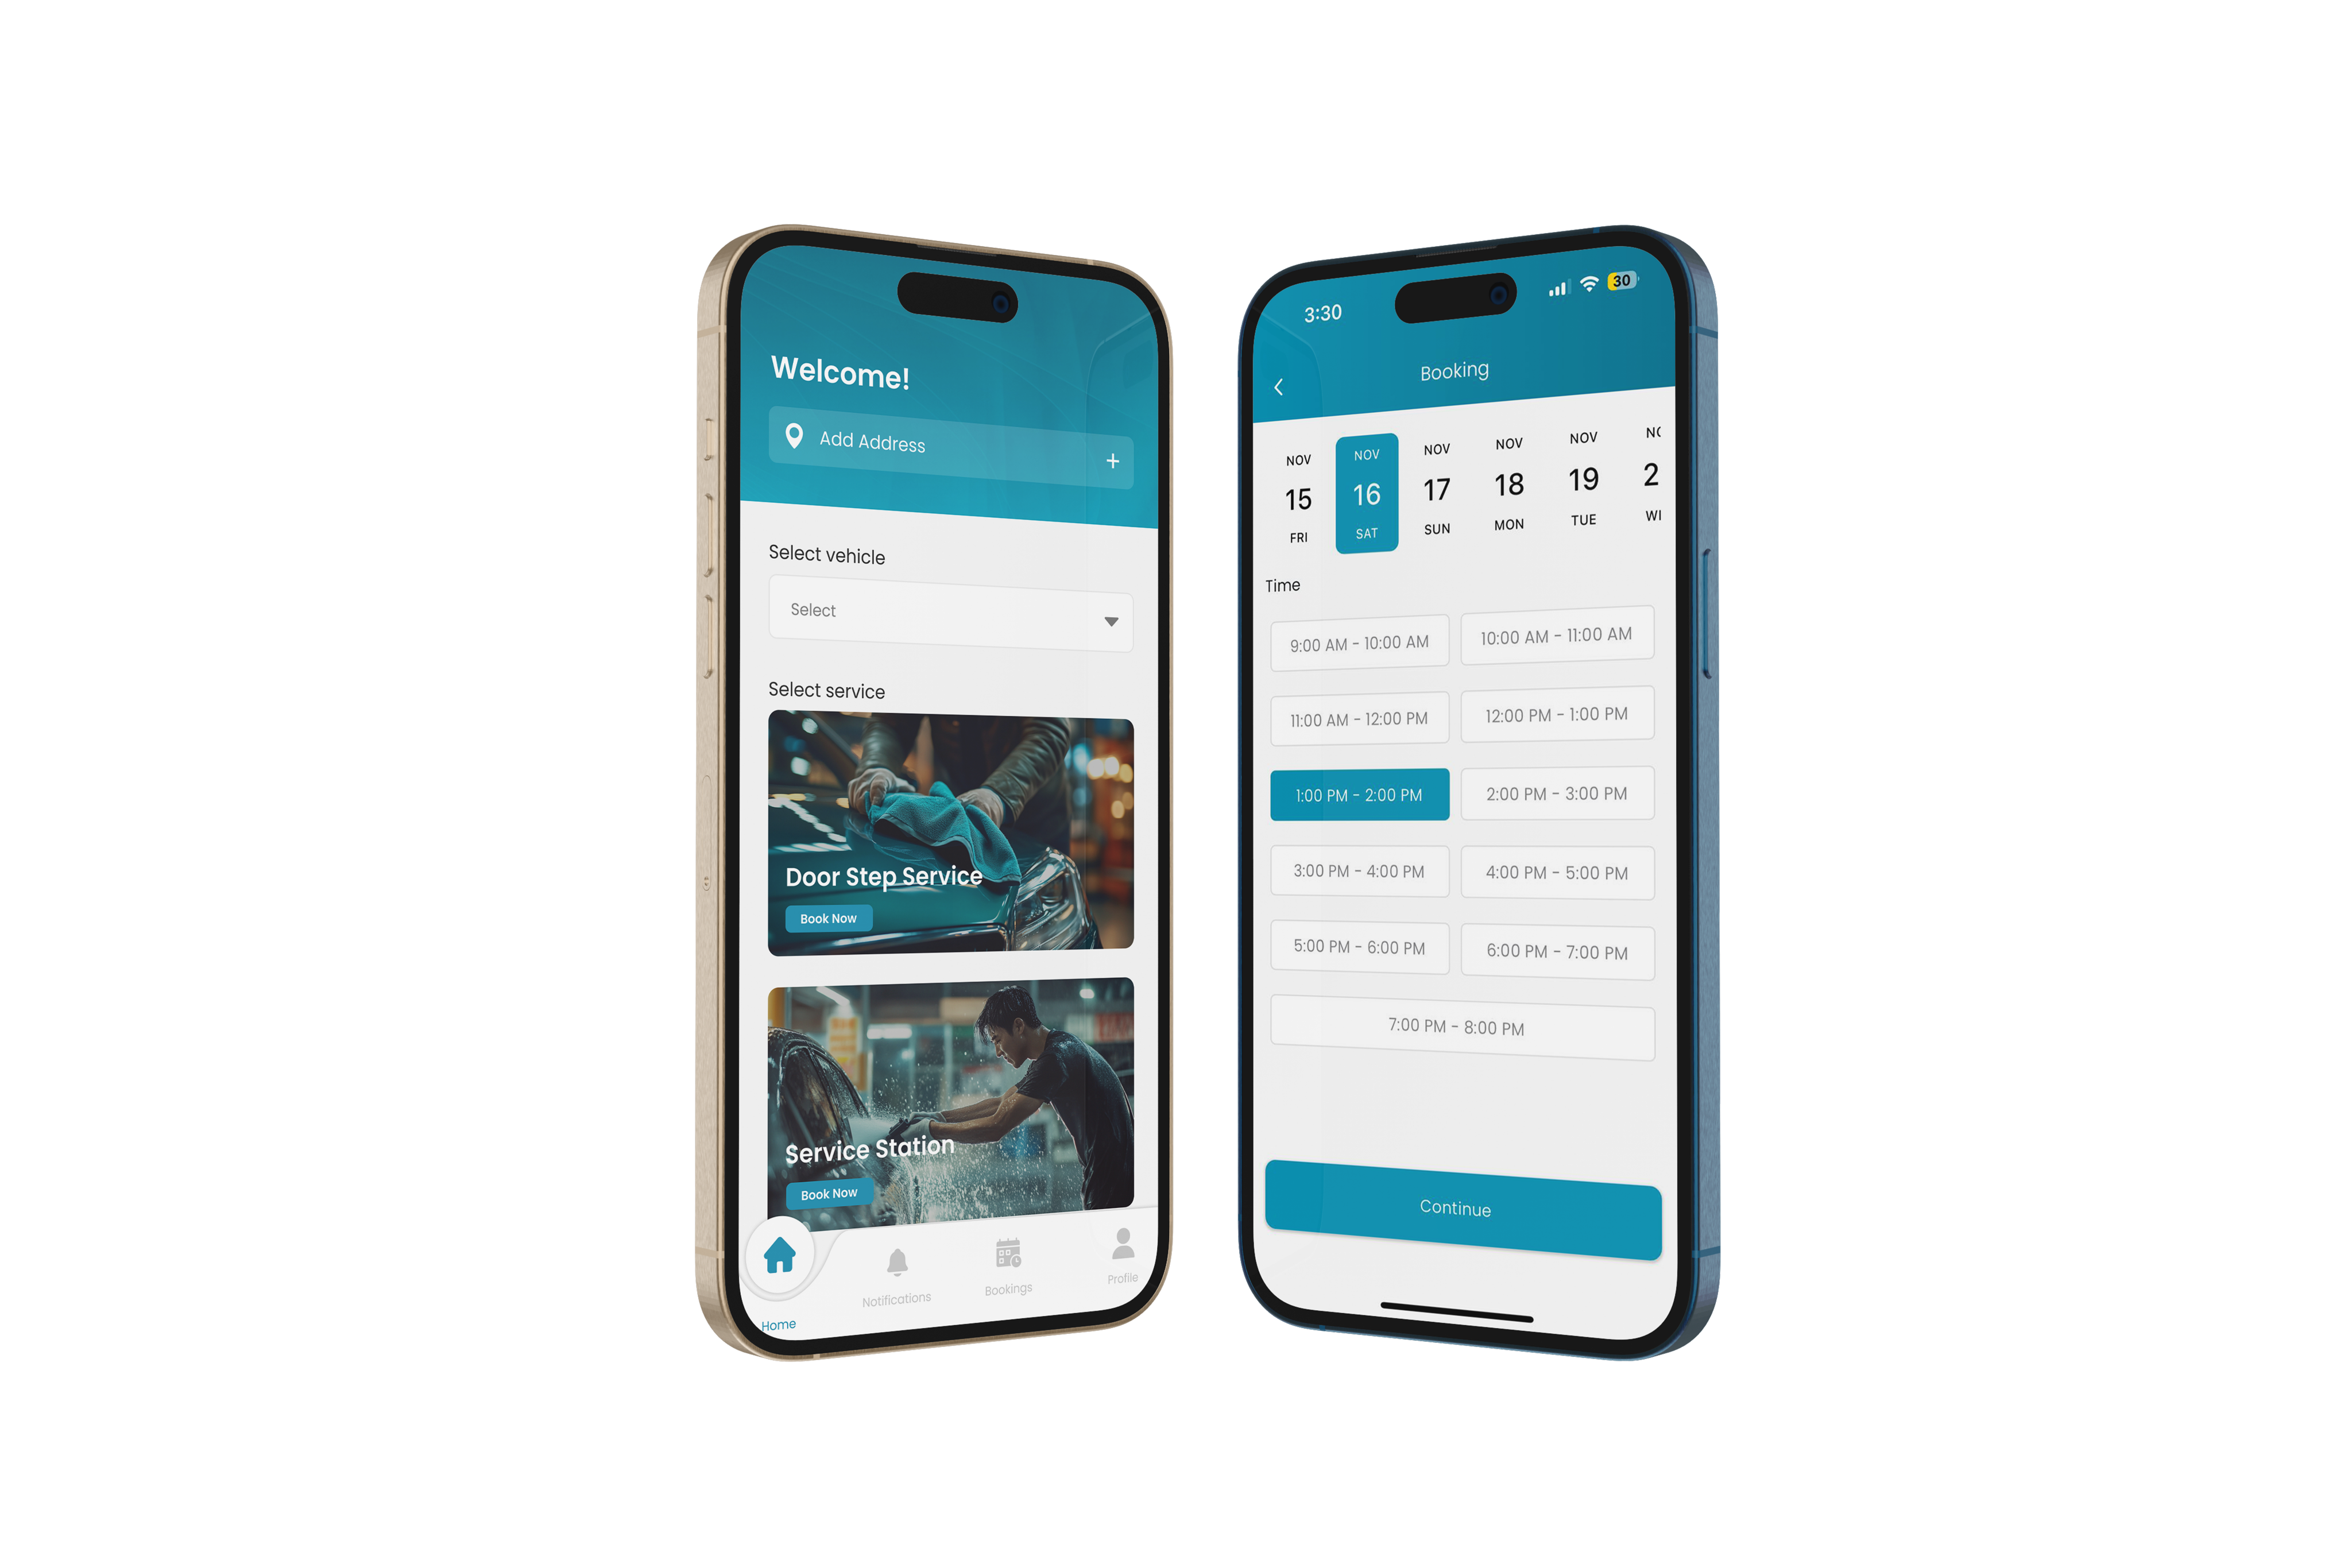 Welcome!
Add Address
Select vehicle
Select
Select service
Door Step Service
Book Now
Service Station
Book Now
Home
Notifications
Bookings
Profile
3:30
30
Booking
NOV NOV NOV NOV NOV
15 16 17 18 19 2
FRI SAT SUN MON TUE
Time
9:00 AM - 10:00 AM
10:00 AM - 11:00 AM
11:00 AM - 12:00 PM
12:00 PM - 1:00 PM
1:00 PM - 2:00 PM
2:00 PM - 3:00 PM
3:00 PM - 4:00 PM
4:00 PM - 5:00 PM
5:00 PM - 6:00 PM
6:00 PM - 7:00 PM
7:00 PM - 8:00 PM
Continue